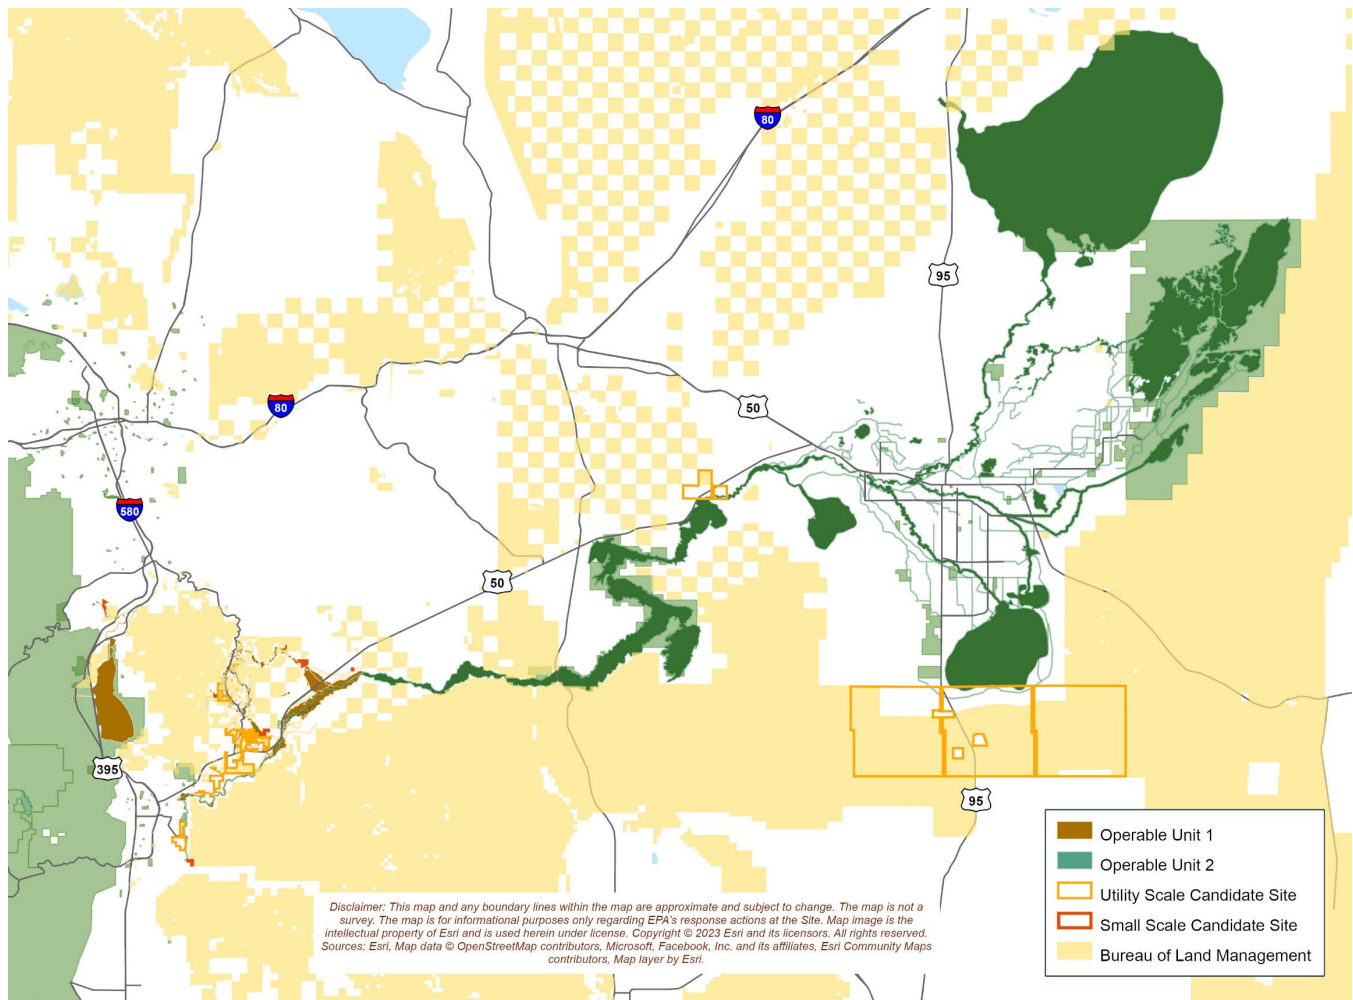 80
95
50
80
580
50
395
95
Operable Unit 1
Operable Unit 2
Utility Scale Candidate Site
Small Scale Candidate Site
Bureau of Land Management
Disclaimer: This map and any boundary lines within the map are approximate and subject to change. The map is not a
survey. The map is for informational purposes only regarding EPA's response actions at the Site. Map image is the
intellectual property of Esri and is used herein under license. Copyright © 2023 Esri and its licensors. All rights reserved.
Sources: Esri, Map data © OpenStreetMap contributors, Microsoft, Facebook, Inc. and its affiliates, Esri Community Maps
contributors, Map layer by Esri.